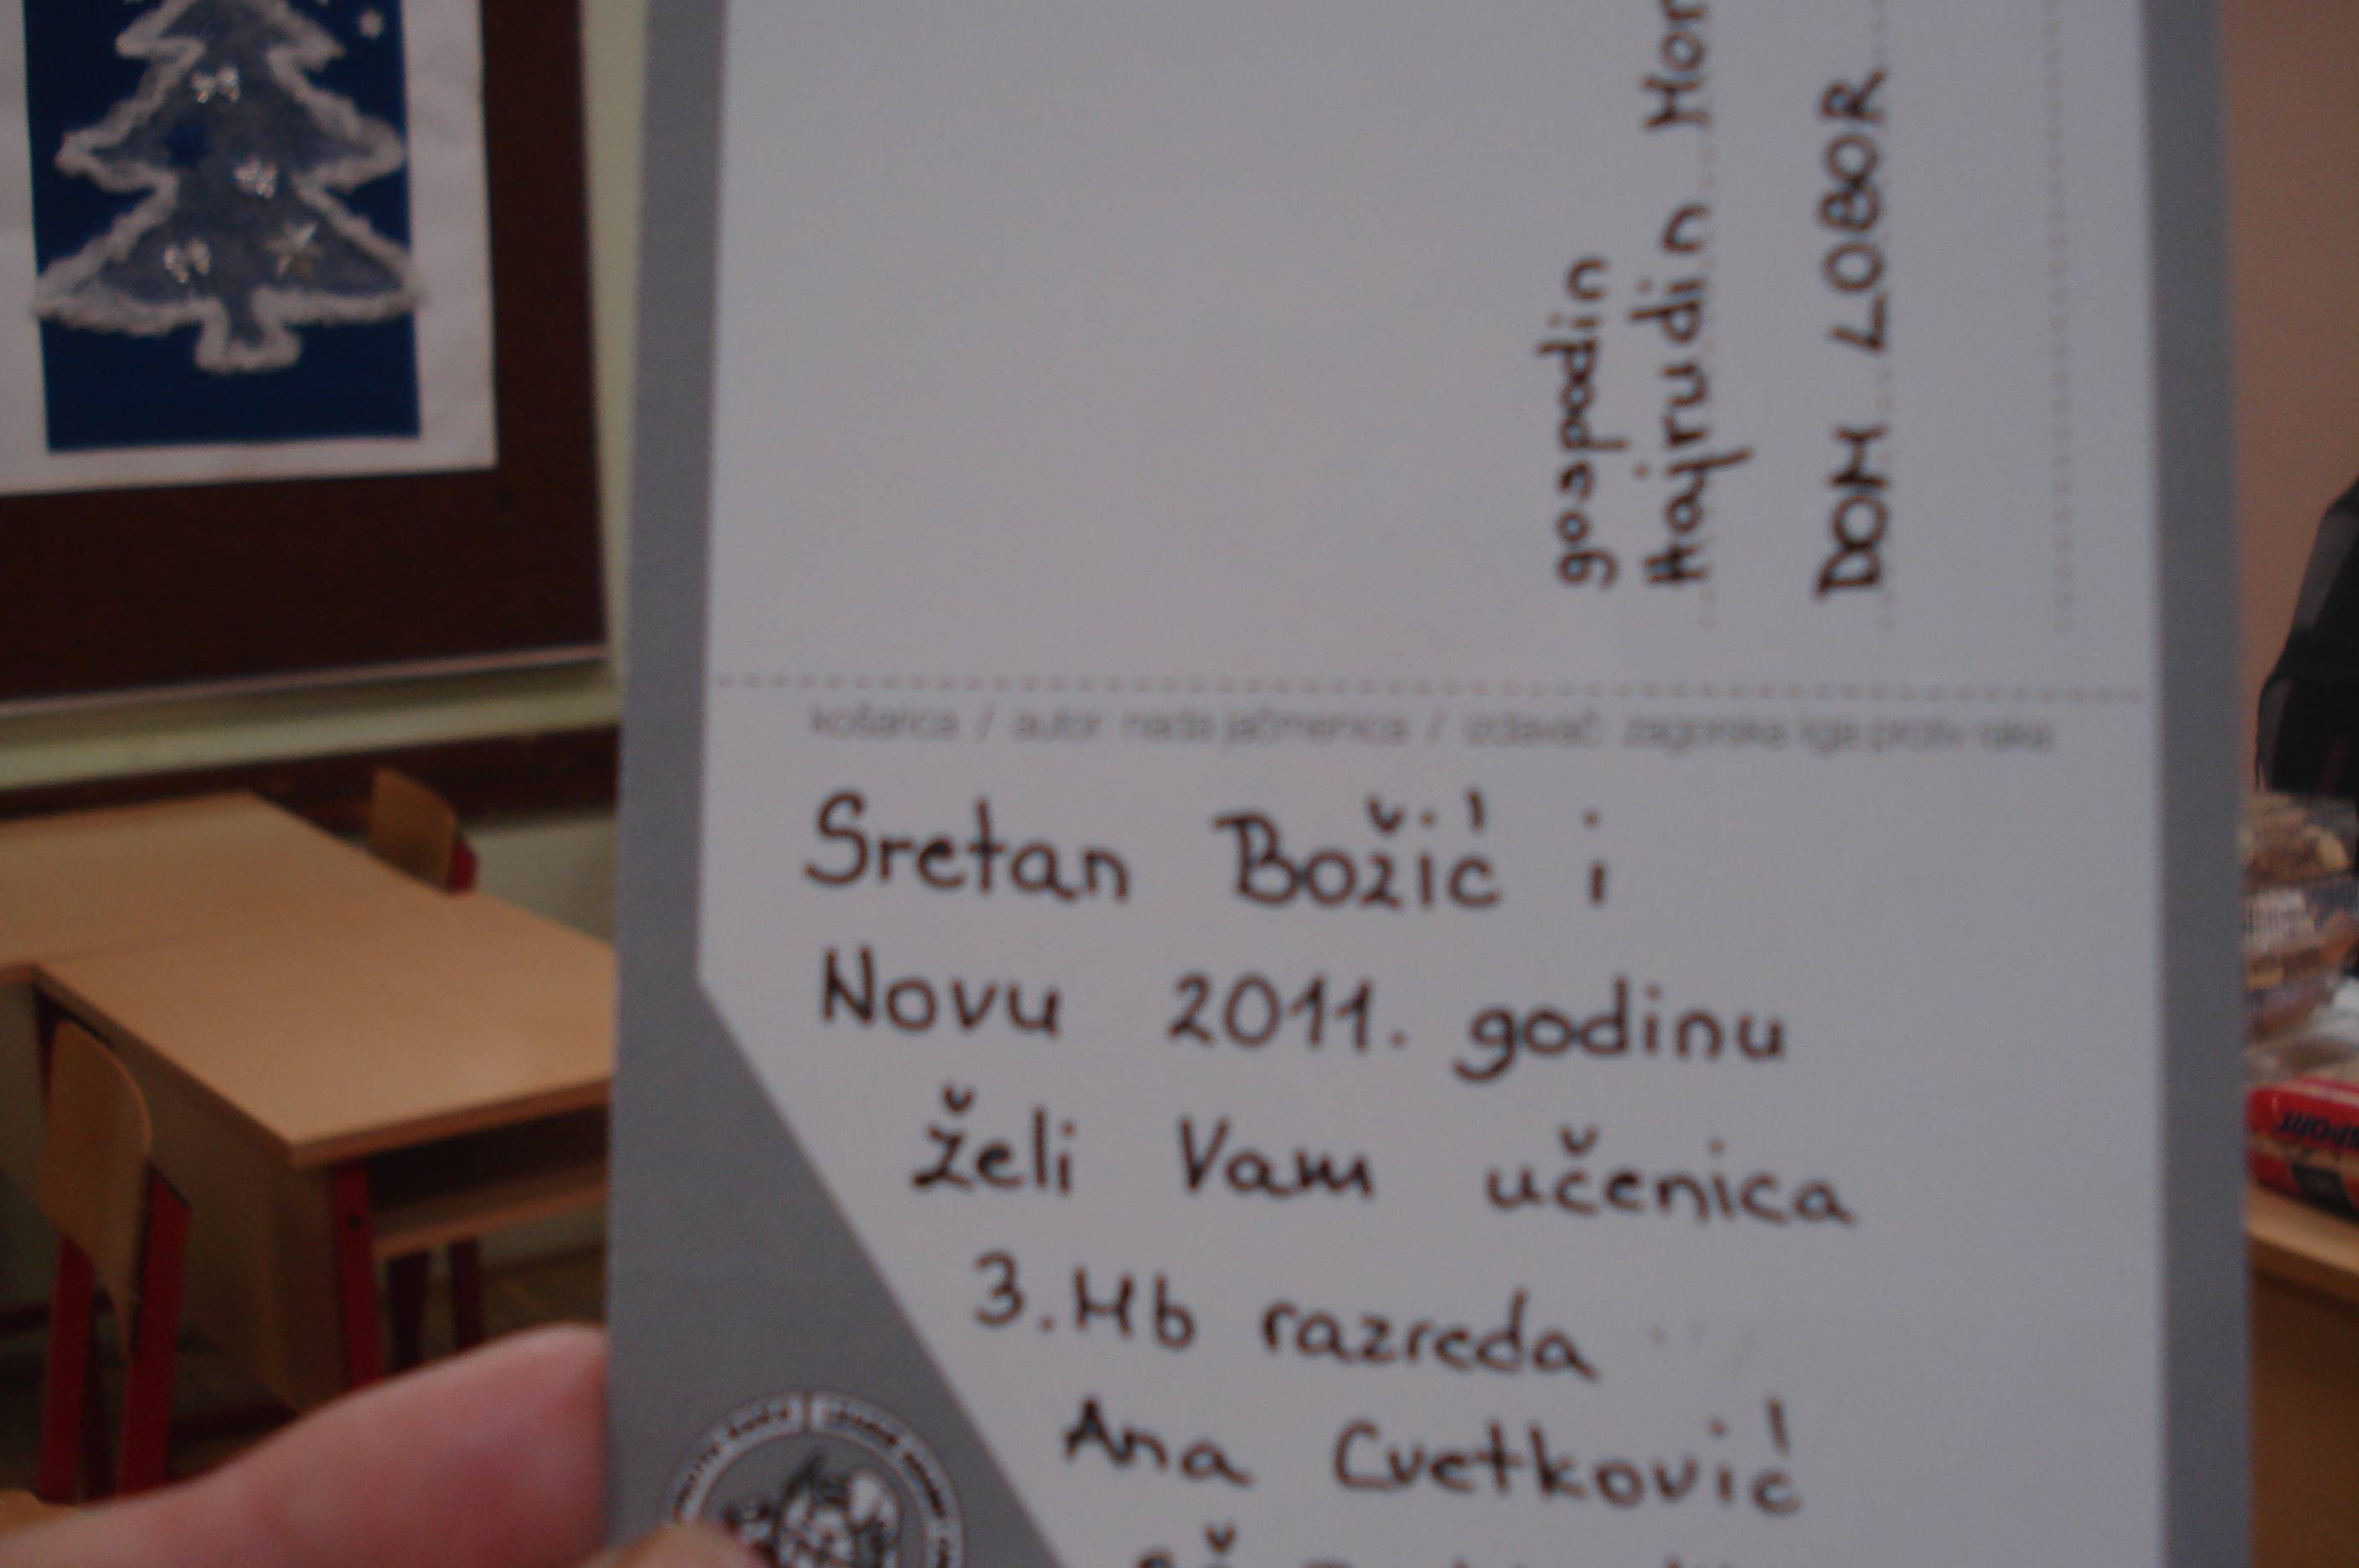 gospodin
Hajrudin
DOM LOBOR
košarica / autor: nada jačmenica / izdavač: zagorska liga protiv raka
Sretan Božić i
Novu 2011. godinu
želi Vam učenica
3. Hb razreda
Ana Cvetković